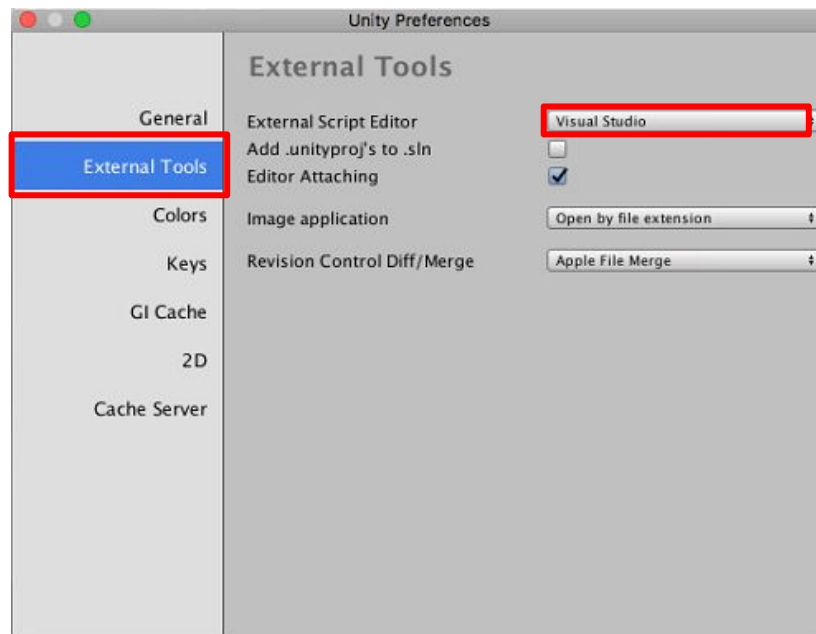 Unity Preferences
External Tools
General
External Tools
Colors
Keys
GI Cache
2D
Cache Server
External Script Editor
Visual Studio
Add .unityproj's to .sln
Editor Attaching
Image application
Open by file extension
Revision Control Diff/Merge
Apple File Merge